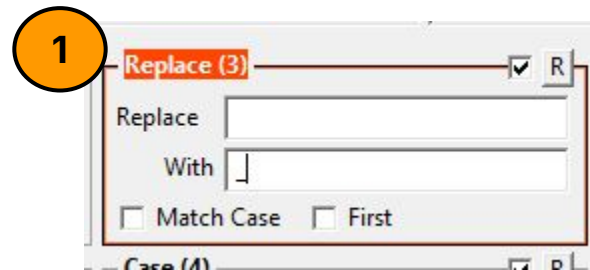 1
Replace (3) R
Replace
With _
Match Case First
Case (4) R